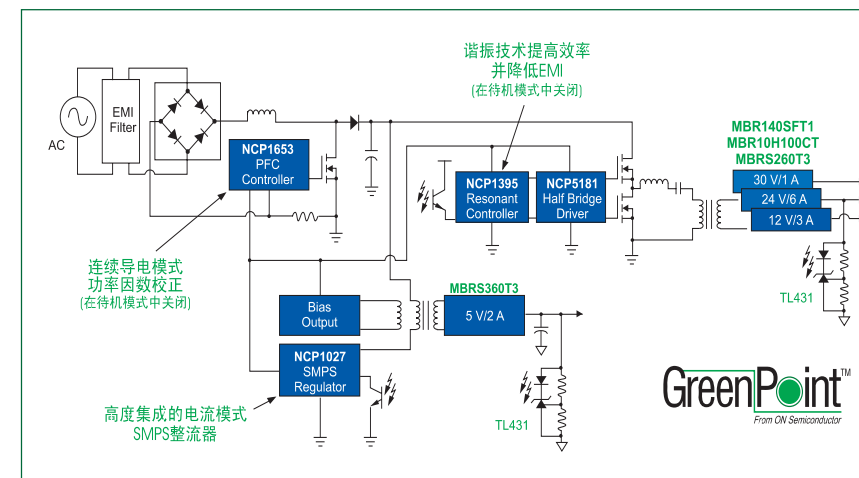 谐振技术提高效率
并降低EMI
(在待机模式中关闭)
MBR140SFT1
MBR10H100CT
MBRS260T3
EMI
Filter
AC
NCP1653
PFC
Controller
NCP1395
Resonant
Controller
NCP5181
Half Bridge
Driver
30 V/1 A
24 V/6 A
12 V/3 A
连续导电模式
功率因数校正
(在待机模式中关闭)
TL431
Bias
Output
MBRS360T3
5 V/2 A
NCP1027
SMPS
Regulator
高度集成的电流模式
SMPS整流器
TL431
GreenPoint™
From ON Semiconductor